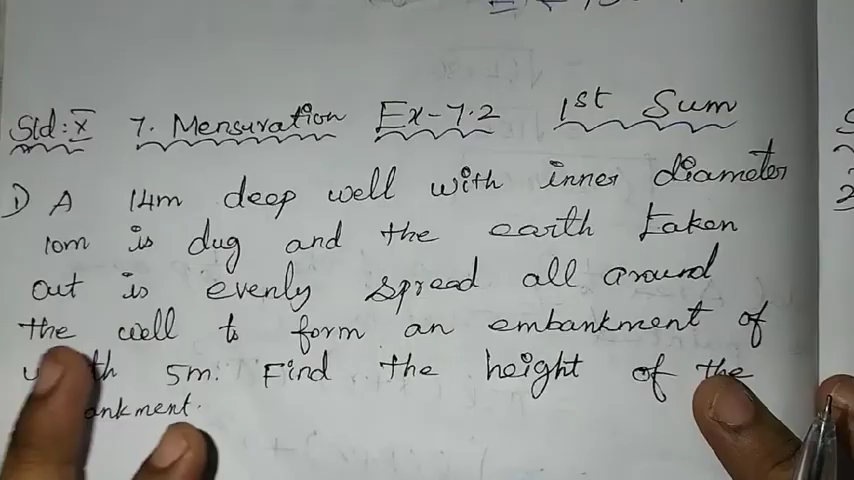 Std: X 7. Mensuration Ex-7.2 1st Sum
1) A 14m deep well with inner diameter
10m is dug and the earth taken
out is evenly spread all around
the well to form an embankment of
5m. Find the height of the
ankment.